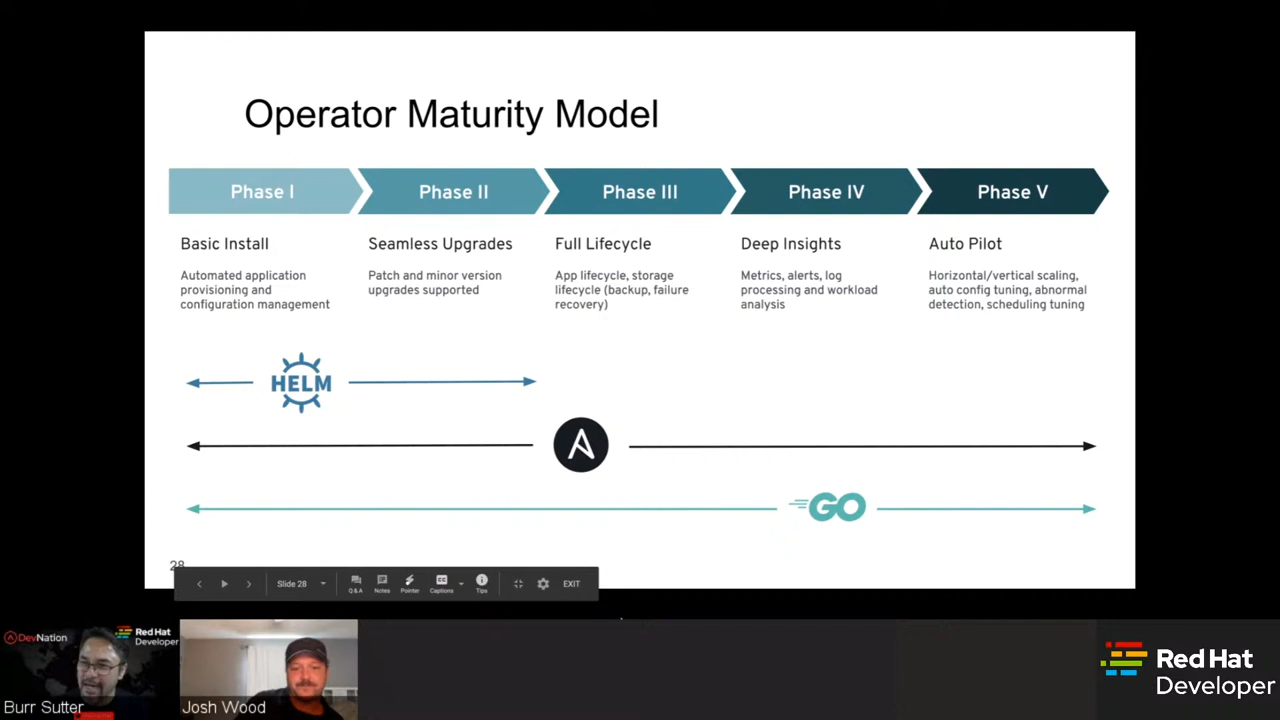 Operator Maturity Model
Phase I
Phase II
Phase III
Phase IV
Phase V
Basic Install
Automated application
provisioning and
configuration management
Seamless Upgrades
Patch and minor version
upgrades supported
Full Lifecycle
App lifecycle, storage
lifecycle (backup, failure
recovery)
Deep Insights
Metrics, alerts, log
processing and workload
analysis
Auto Pilot
Horizontal/vertical scaling,
auto config tuning, abnormal
detection, scheduling tuning
HELM
A
GO
28
Slide 28
Q&A
Notes
Pointer
CC
Captions
Tips
EXIT
DevNation
Red Hat
Developer
Burr Sutter
Josh Wood
Red Hat
Developer